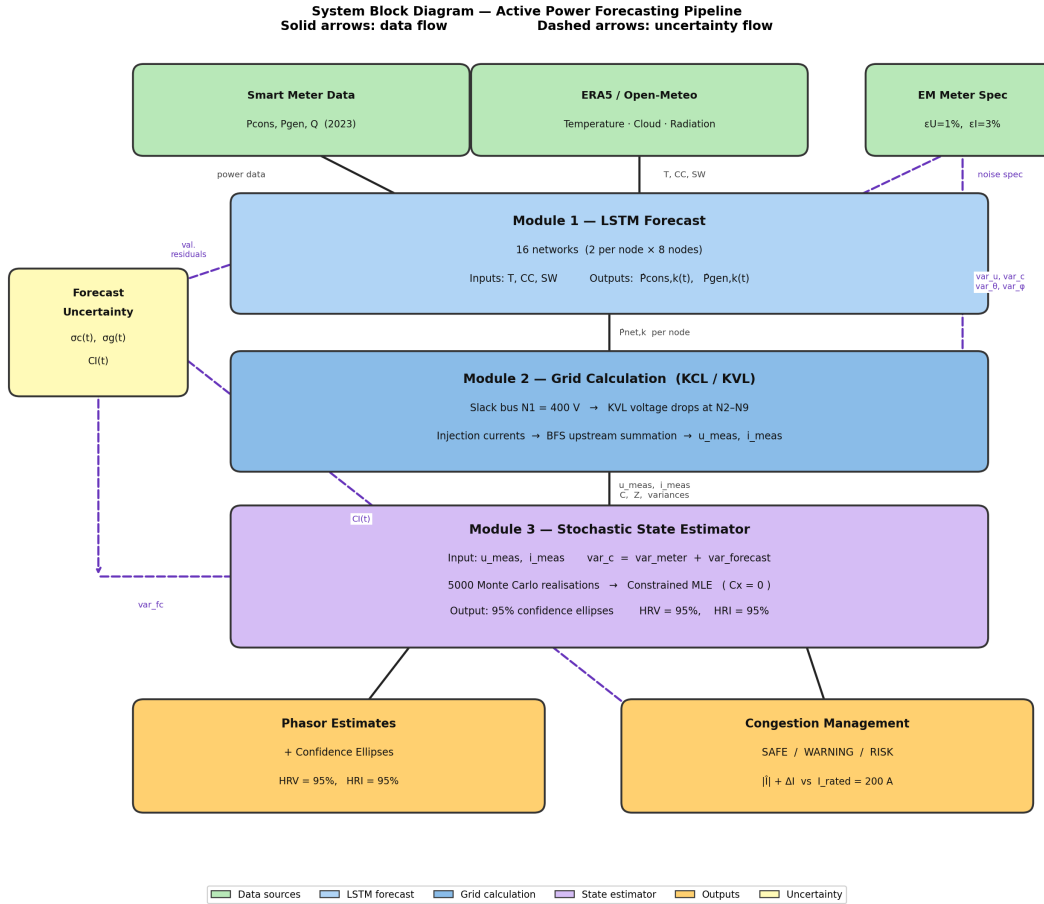 System Block Diagram — Active Power Forecasting Pipeline
Solid arrows: data flow                    Dashed arrows: uncertainty flow
Smart Meter Data
Pcons, Pgen, Q  (2023)
ERA5 / Open-Meteo
Temperature · Cloud · Radiation
EM Meter Spec
εU=1%,  εI=3%
power data
T, CC, SW
noise spec
Module 1 — LSTM Forecast
16 networks  (2 per node × 8 nodes)
Inputs: T, CC, SW          Outputs:  Pcons,k(t),   Pgen,k(t)
val.
residuals
var_u, var_c
var_θ, var_φ
Forecast
Uncertainty
σc(t),  σg(t)
CI(t)
Pnet,k  per node
Module 2 — Grid Calculation  (KCL / KVL)
Slack bus N1 = 400 V   →   KVL voltage drops at N2–N9
Injection currents  →  BFS upstream summation  →  u_meas,  i_meas
u_meas,  i_meas
C,  Z,  variances
CI(t)
Module 3 — Stochastic State Estimator
Input: u_meas,  i_meas       var_c  =  var_meter  +  var_forecast
5000 Monte Carlo realisations   →   Constrained MLE   ( Cx = 0 )
Output: 95% confidence ellipses        HRV = 95%,    HRI = 95%
var_fc
Phasor Estimates
+ Confidence Ellipses
HRV = 95%,   HRI = 95%
Congestion Management
SAFE  /  WARNING  /  RISK
|Î| + ΔI  vs  I_rated = 200 A
Data sources
LSTM forecast
Grid calculation
State estimator
Outputs
Uncertainty